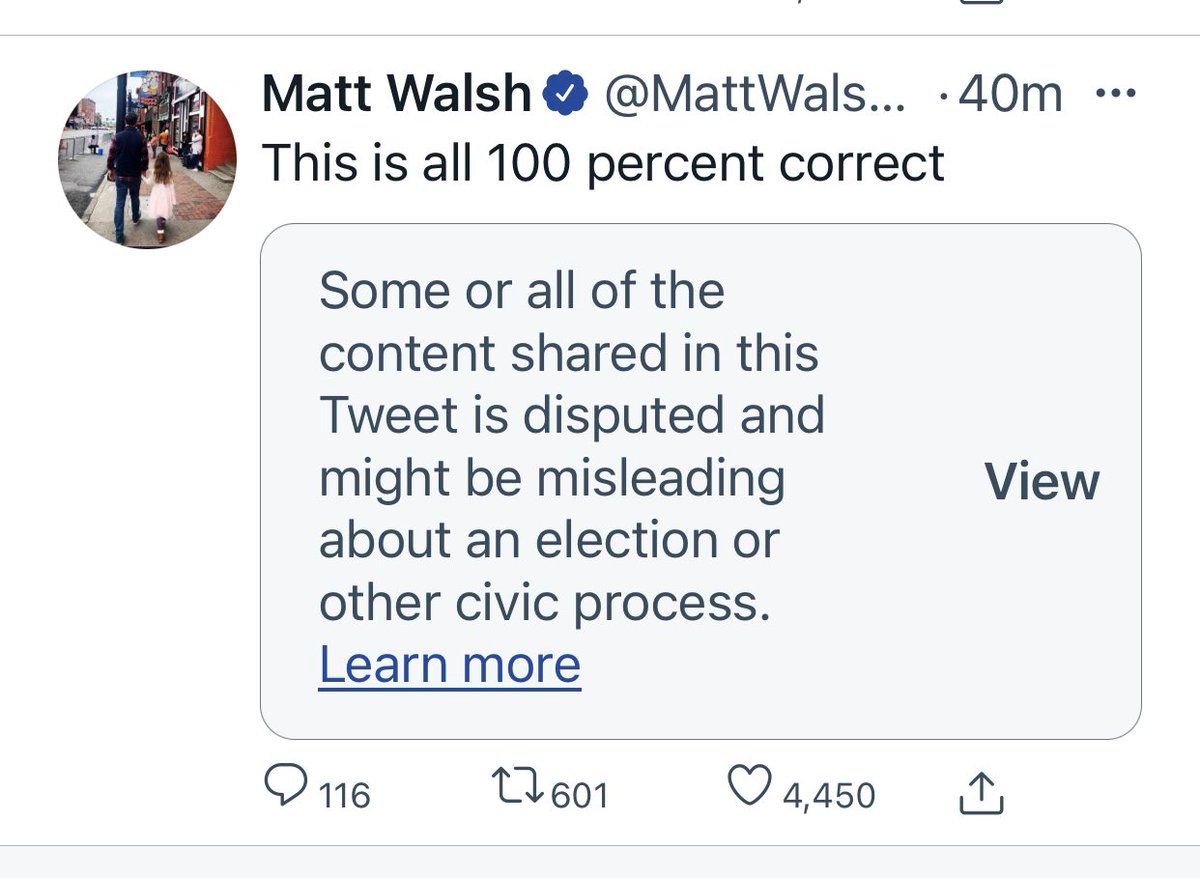 Matt Walsh @MattWals... · 40m ···
This is all 100 percent correct
Some or all of the
content shared in this
Tweet is disputed and
might be misleading
about an election or
other civic process.
Learn more
View
116 601 4,450